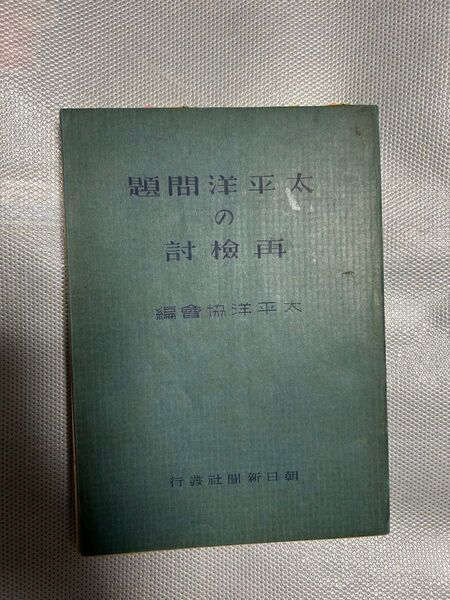 太平洋問題
の
再檢討
太平洋協會編
朝日新聞社發行